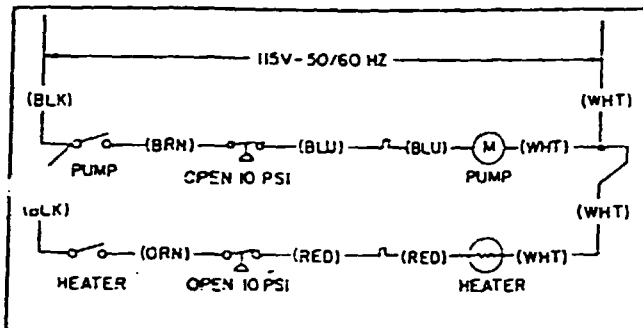 115V-50/60 HZ
(BLK) (WHT)
(BRN) (BLU) (BLU) M (WHT)
PUMP OPEN 10 PSI PUMP
(BLK) (WHT)
(ORN) (RED) (RED) (WHT)
HEATER OPEN 10 PSI HEATER